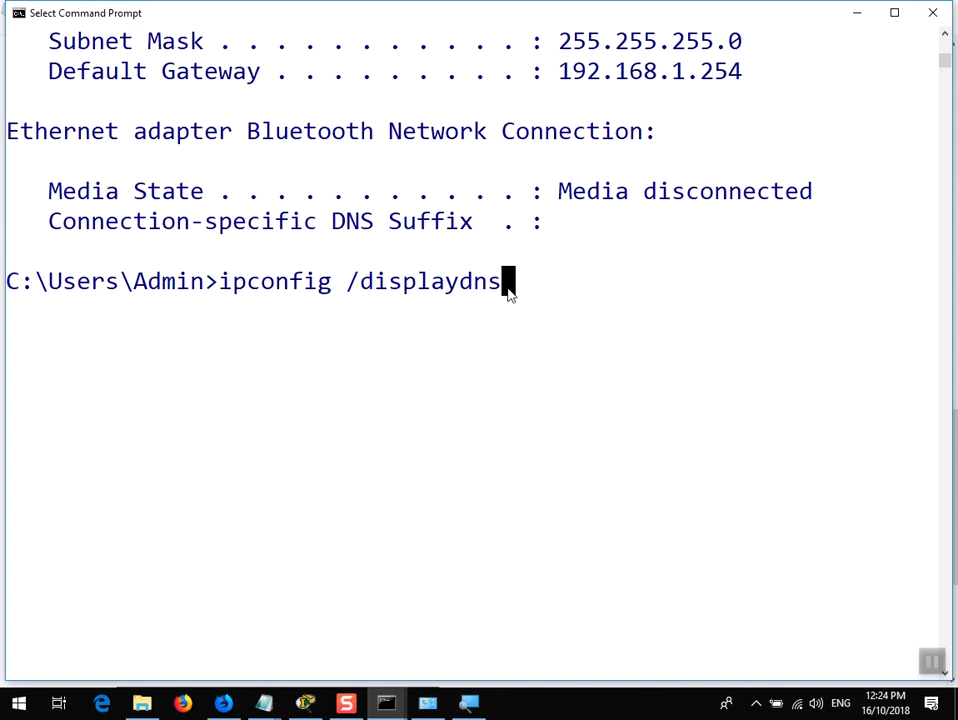 Select Command Prompt
Subnet Mask . . . . . . . . . . . : 255.255.255.0
Default Gateway . . . . . . . . . : 192.168.1.254
Ethernet adapter Bluetooth Network Connection:
Media State . . . . . . . . . . . : Media disconnected
Connection-specific DNS Suffix  . :
C:\Users\Admin>ipconfig /displaydns
ENG
12:24 PM
16/10/2018